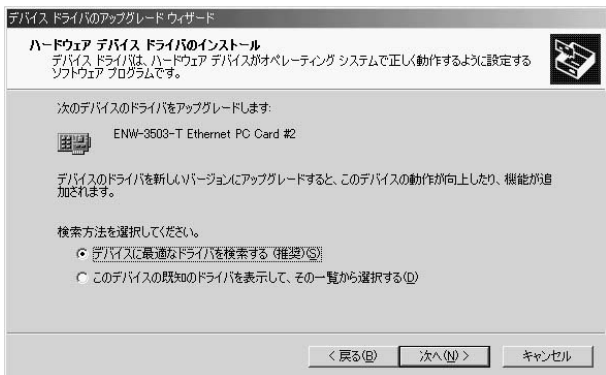 デバイス ドライバのアップグレード ウィザード
ハードウェア デバイス ドライバのインストール
デバイス ドライバは、ハードウェア デバイスがオペレーティング システムで正しく動作するように設定する
ソフトウェア プログラムです。
次のデバイスのドライバをアップグレードします:
ENW-3503-T Ethernet PC Card #2
デバイスのドライバを新しいバージョンにアップグレードすると、このデバイスの動作が向上したり、機能が追
加されます。
検索方法を選択してください。
デバイスに最適なドライバを検索する (推奨)(S)
このデバイスの既知のドライバを表示して、その一覧から選択する(D)
< 戻る(B) 次へ(N) > キャンセル